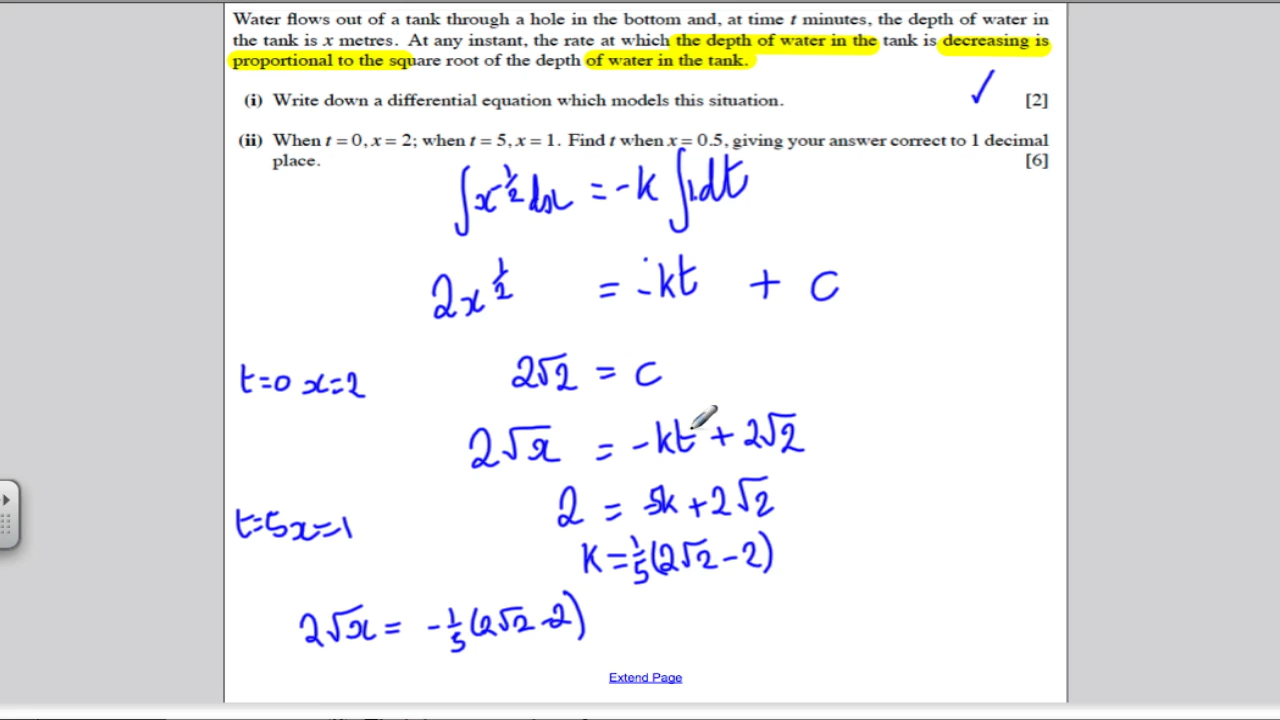 Water flows out of a tank through a hole in the bottom and, at time t minutes, the depth of water in
the tank is x metres. At any instant, the rate at which the depth of water in the tank is decreasing is
proportional to the square root of the depth of water in the tank.
(i) Write down a differential equation which models this situation. ✓ [2]
(ii) When t = 0, x = 2; when t = 5, x = 1. Find t when x = 0.5, giving your answer correct to 1 decimal
place. [6]
∫x^-½ dx = -k ∫1dt
2x^½ = -kt + c
t=0 x=2 2√2 = c
2√x = -kt + 2√2
t=5 x=1 2 = -5k + 2√2
k = ⅕(2√2 - 2)
2√x = -⅕(2√2 - 2)
Extend Page